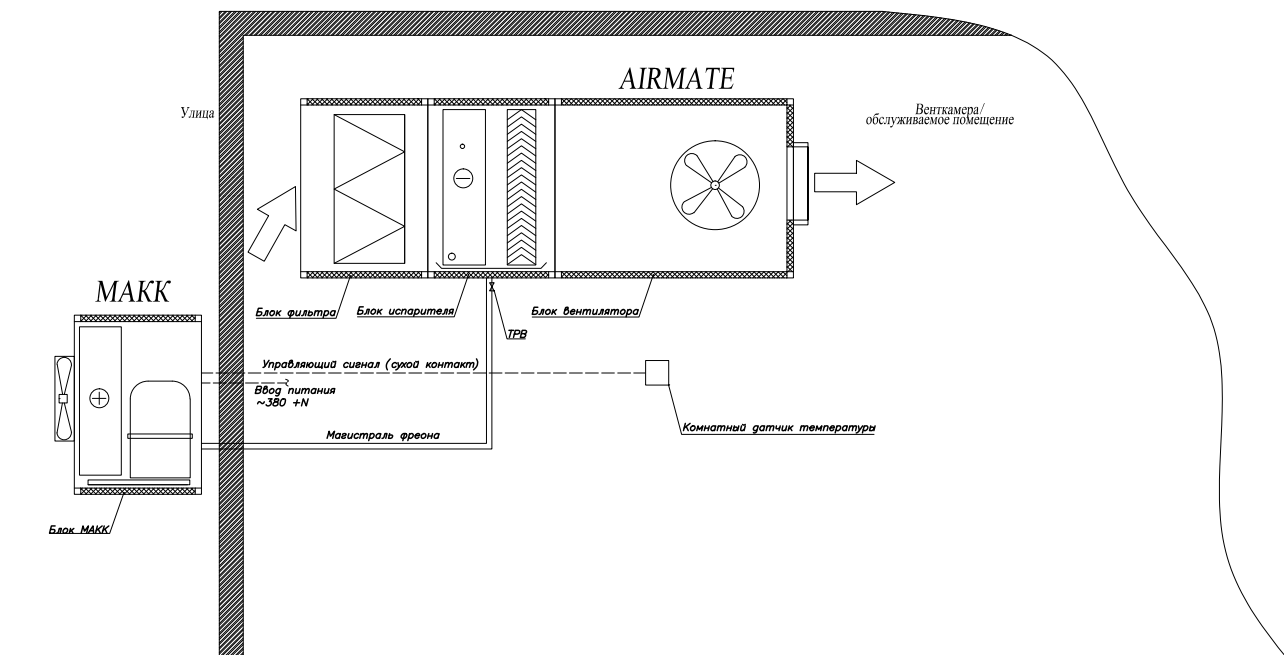 AIRMATE
Улица
Венткамера/
обслуживаемое помещение
МАКК
Блок фильтра
Блок испарителя
Блок вентилятора
ТРВ
Управляющий сигнал (сухой контакт)
Ввод питания
~380 +N
Магистраль фреона
Комнатный датчик температуры
Блок МАКК